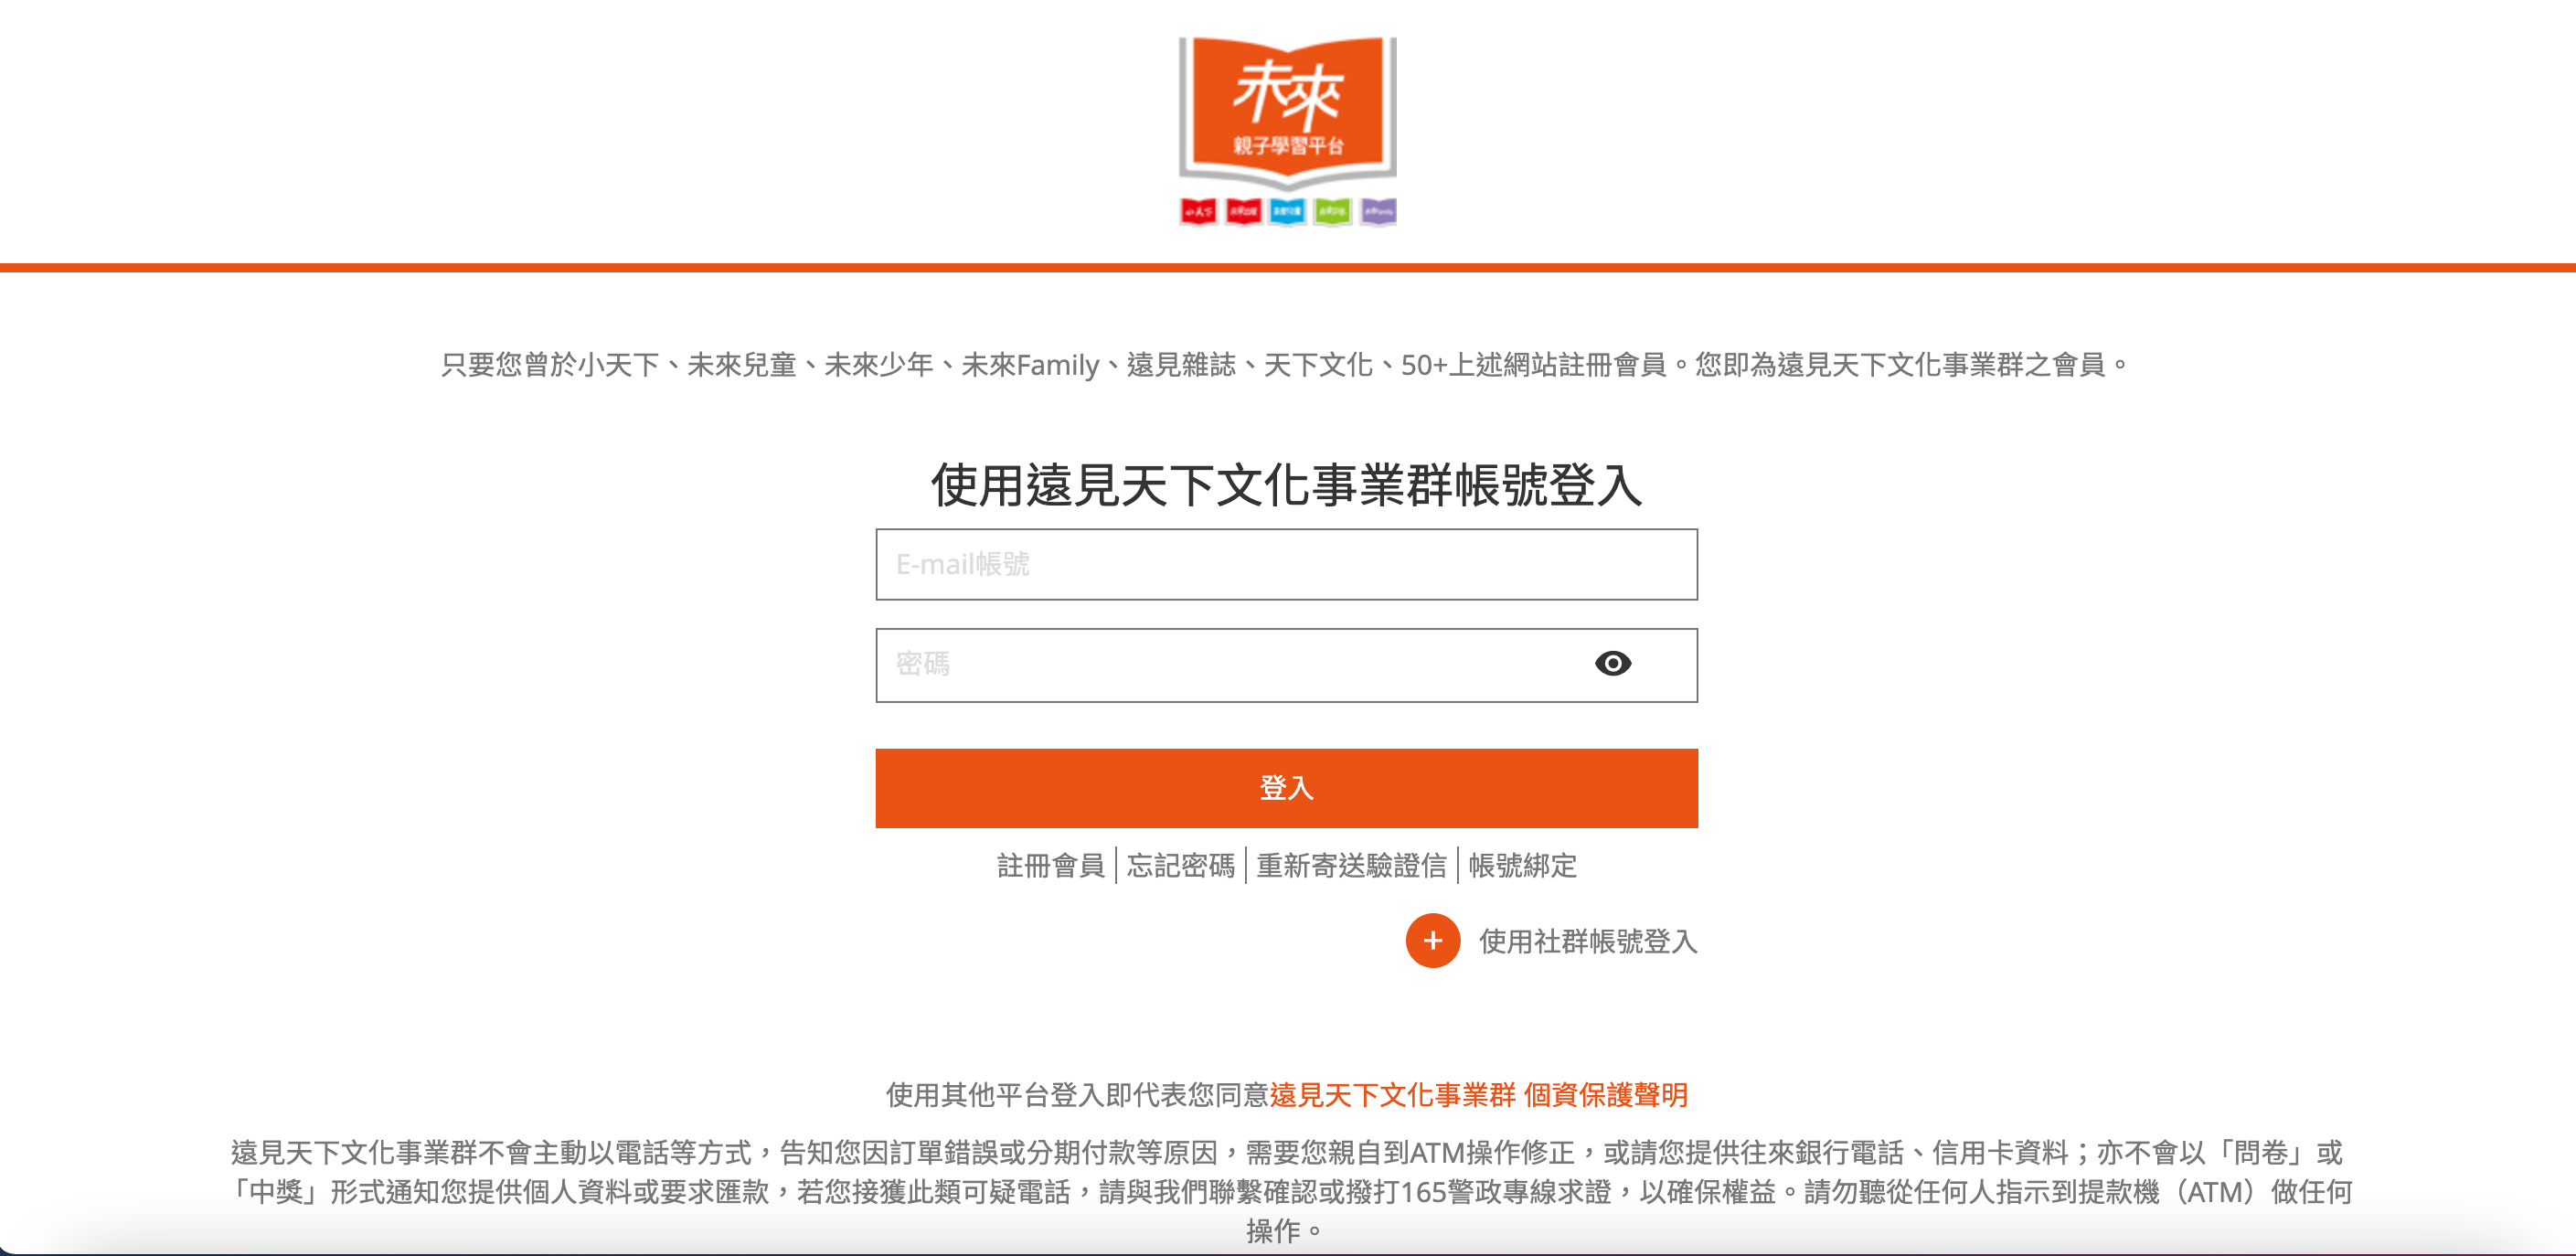 未來
親子學習平台
小天下
只要您曾於小天下、未來兒童、未來少年、未來Family、遠見雜誌、天下文化、50+上述網站註冊會員。您即為遠見天下文化事業群之會員。
使用遠見天下文化事業群帳號登入
E-mail帳號
密碼
登入
註冊會員 忘記密碼 重新寄送驗證信 帳號綁定
+ 使用社群帳號登入
使用其他平台登入即代表您同意遠見天下文化事業群 個資保護聲明
遠見天下文化事業群不會主動以電話等方式，告知您因訂單錯誤或分期付款等原因，需要您親自到ATM操作修正，或請您提供往來銀行電話、信用卡資料；亦不會以「問卷」或
「中獎」形式通知您提供個人資料或要求匯款，若您接獲此類可疑電話，請與我們聯繫確認或撥打165警政專線求證，以確保權益。請勿聽從任何人指示到提款機（ATM）做任何
操作。